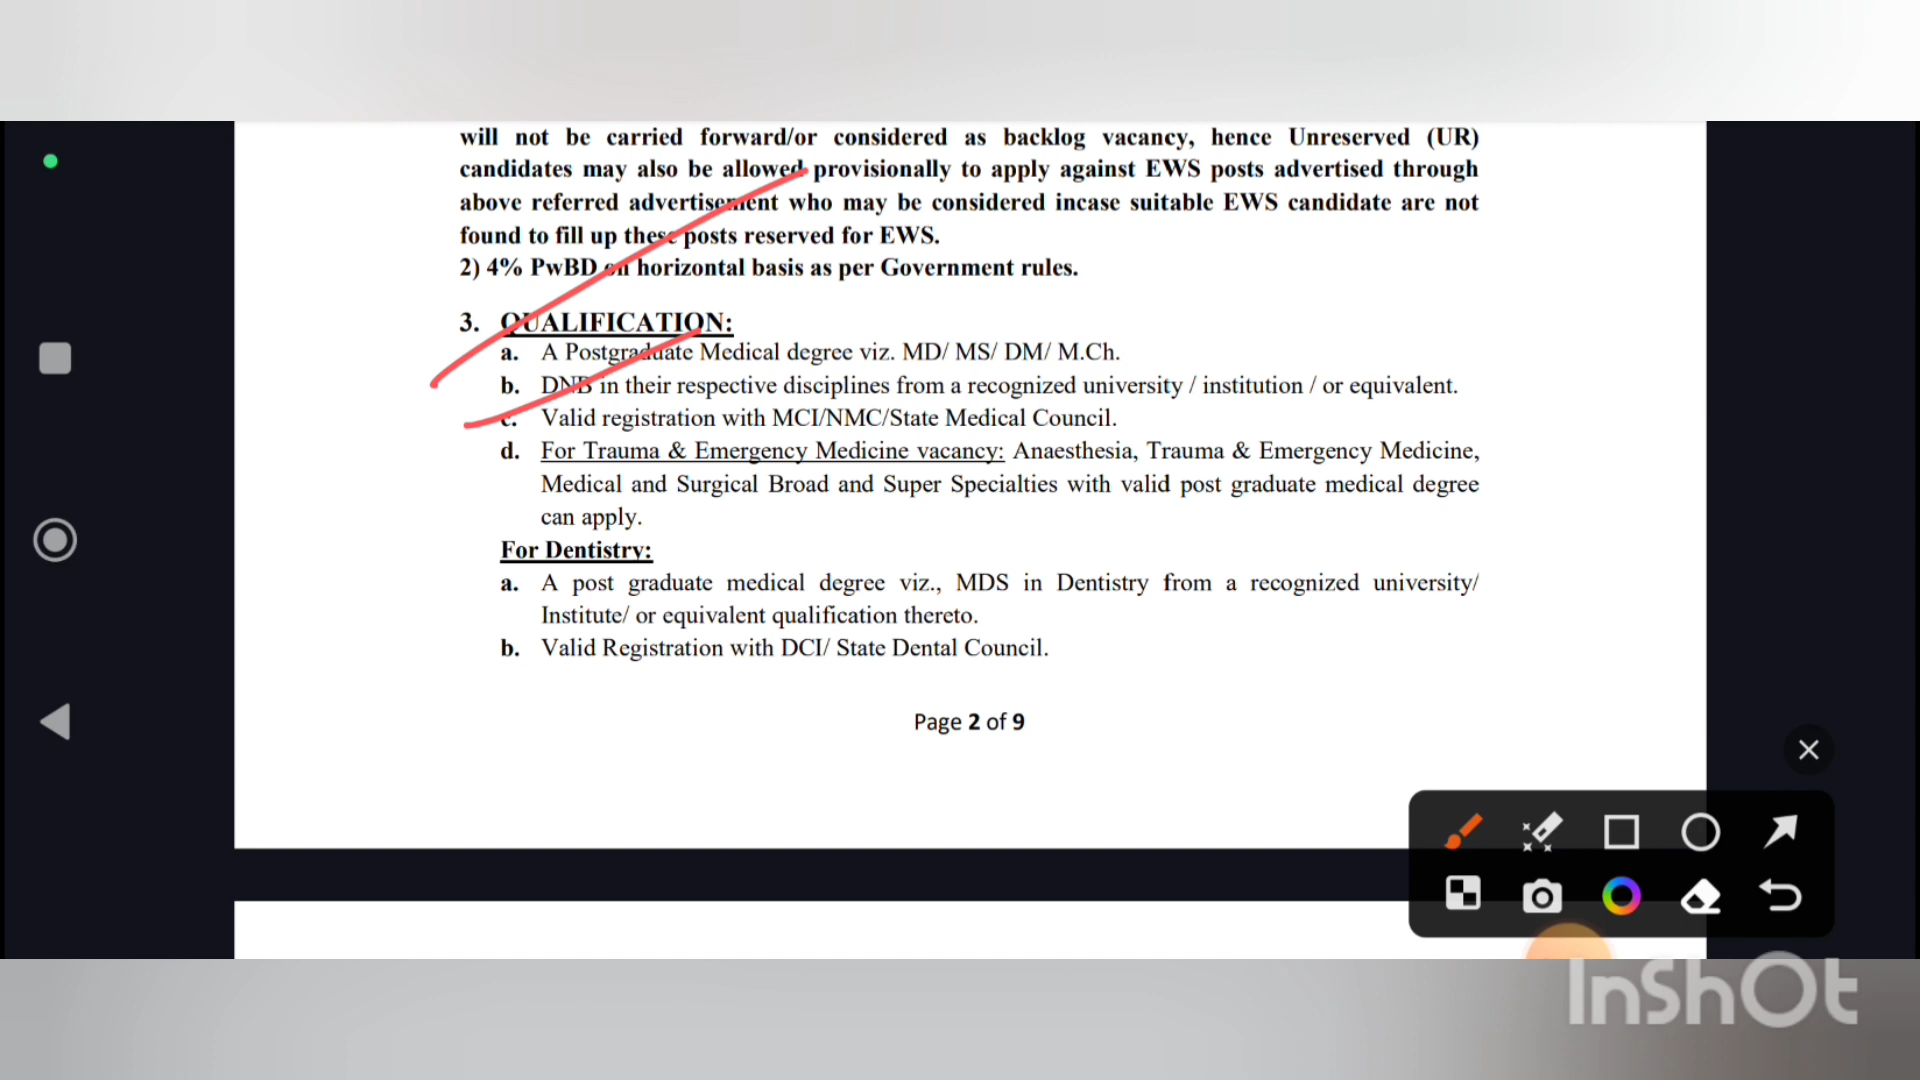 will not be carried forward/or considered as backlog vacancy, hence Unreserved (UR)
candidates may also be allowed provisionally to apply against EWS posts advertised through
above referred advertisement who may be considered incase suitable EWS candidate are not
found to fill up these posts reserved for EWS.
2) 4% PwBD on horizontal basis as per Government rules.
3. QUALIFICATION:
a. A Postgraduate Medical degree viz. MD/ MS/ DM/ M.Ch.
b. DNB in their respective disciplines from a recognized university / institution / or equivalent.
c. Valid registration with MCI/NMC/State Medical Council.
d. For Trauma & Emergency Medicine vacancy: Anaesthesia, Trauma & Emergency Medicine,
Medical and Surgical Broad and Super Specialties with valid post graduate medical degree
can apply.
For Dentistry:
a. A post graduate medical degree viz., MDS in Dentistry from a recognized university/
Institute/ or equivalent qualification thereto.
b. Valid Registration with DCI/ State Dental Council.
Page 2 of 9
InShOt